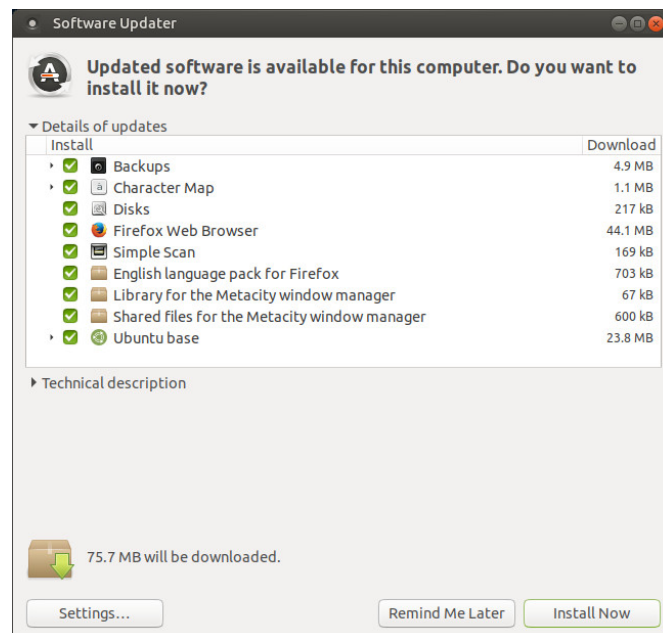 Software Updater
Updated software is available for this computer. Do you want to
install it now?
Details of updates
Install Download
Backups 4.9 MB
Character Map 1.1 MB
Disks 217 kB
Firefox Web Browser 44.1 MB
Simple Scan 169 kB
English language pack for Firefox 703 kB
Library for the Metacity window manager 67 kB
Shared files for the Metacity window manager 600 kB
Ubuntu base 23.8 MB
Technical description
75.7 MB will be downloaded.
Settings... Remind Me Later Install Now